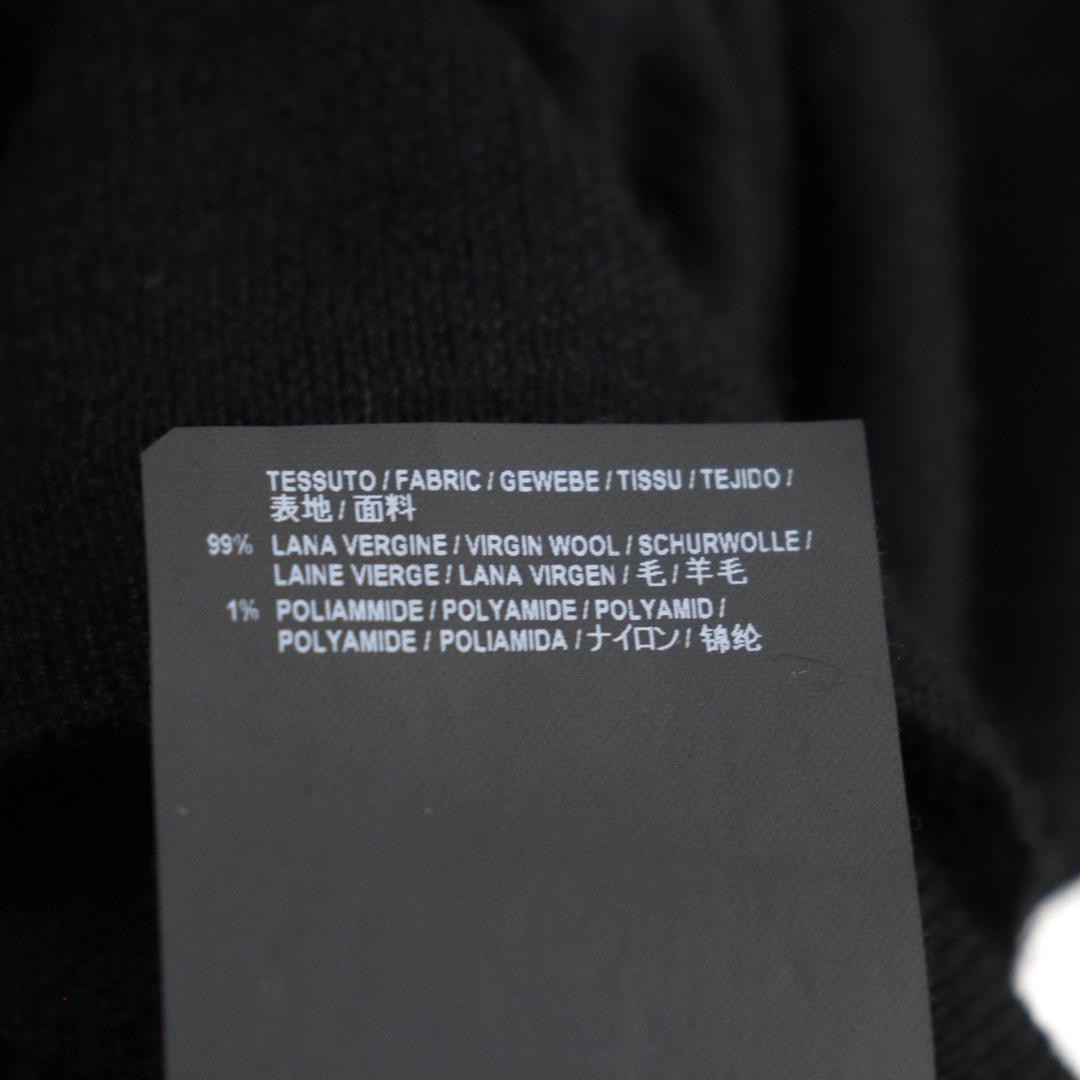 TESSUTO / FABRIC / GEWEBE / TISSU / TEJIDO /
表地 / 面料
99% LANA VERGINE / VIRGIN WOOL / SCHURWOLLE /
LAINE VIERGE / LANA VIRGEN / 毛 / 羊毛
1% POLIAMMIDE / POLYAMIDE / POLYAMID /
POLYAMIDE / POLIAMIDA / ナイロン / 锦纶